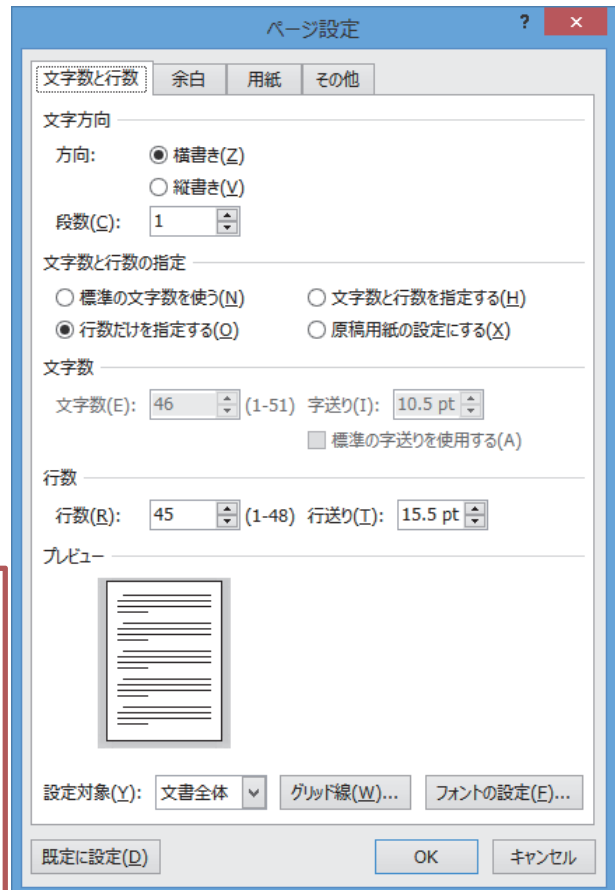 ページ設定 ? ×
文字数と行数 余白 用紙 その他
文字方向
方向: 横書き(Z)
縦書き(V)
段数(C): 1
文字数と行数の指定
標準の文字数を使う(N) 文字数と行数を指定する(H)
行数だけを指定する(O) 原稿用紙の設定にする(X)
文字数
文字数(E): 46 (1-51) 字送り(I): 10.5 pt
標準の字送りを使用する(A)
行数
行数(R): 45 (1-48) 行送り(T): 15.5 pt
プレビュー
設定対象(Y): 文書全体 グリッド線(W)... フォントの設定(F)...
既定に設定(D) OK キャンセル